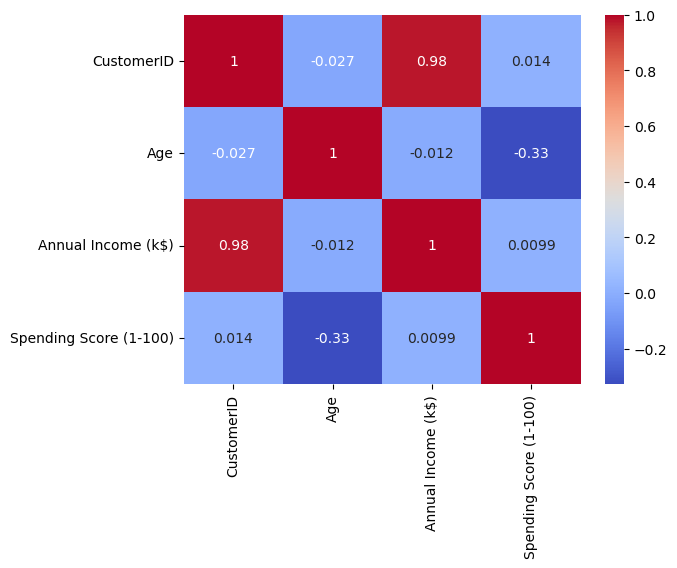 CustomerID 1 -0.027 0.98 0.014
Age -0.027 1 -0.012 -0.33
Annual Income (k$) 0.98 -0.012 1 0.0099
Spending Score (1-100) 0.014 -0.33 0.0099 1
CustomerID
Age
Annual Income (k$)
Spending Score (1-100)
1.0
0.8
0.6
0.4
0.2
0.0
−0.2